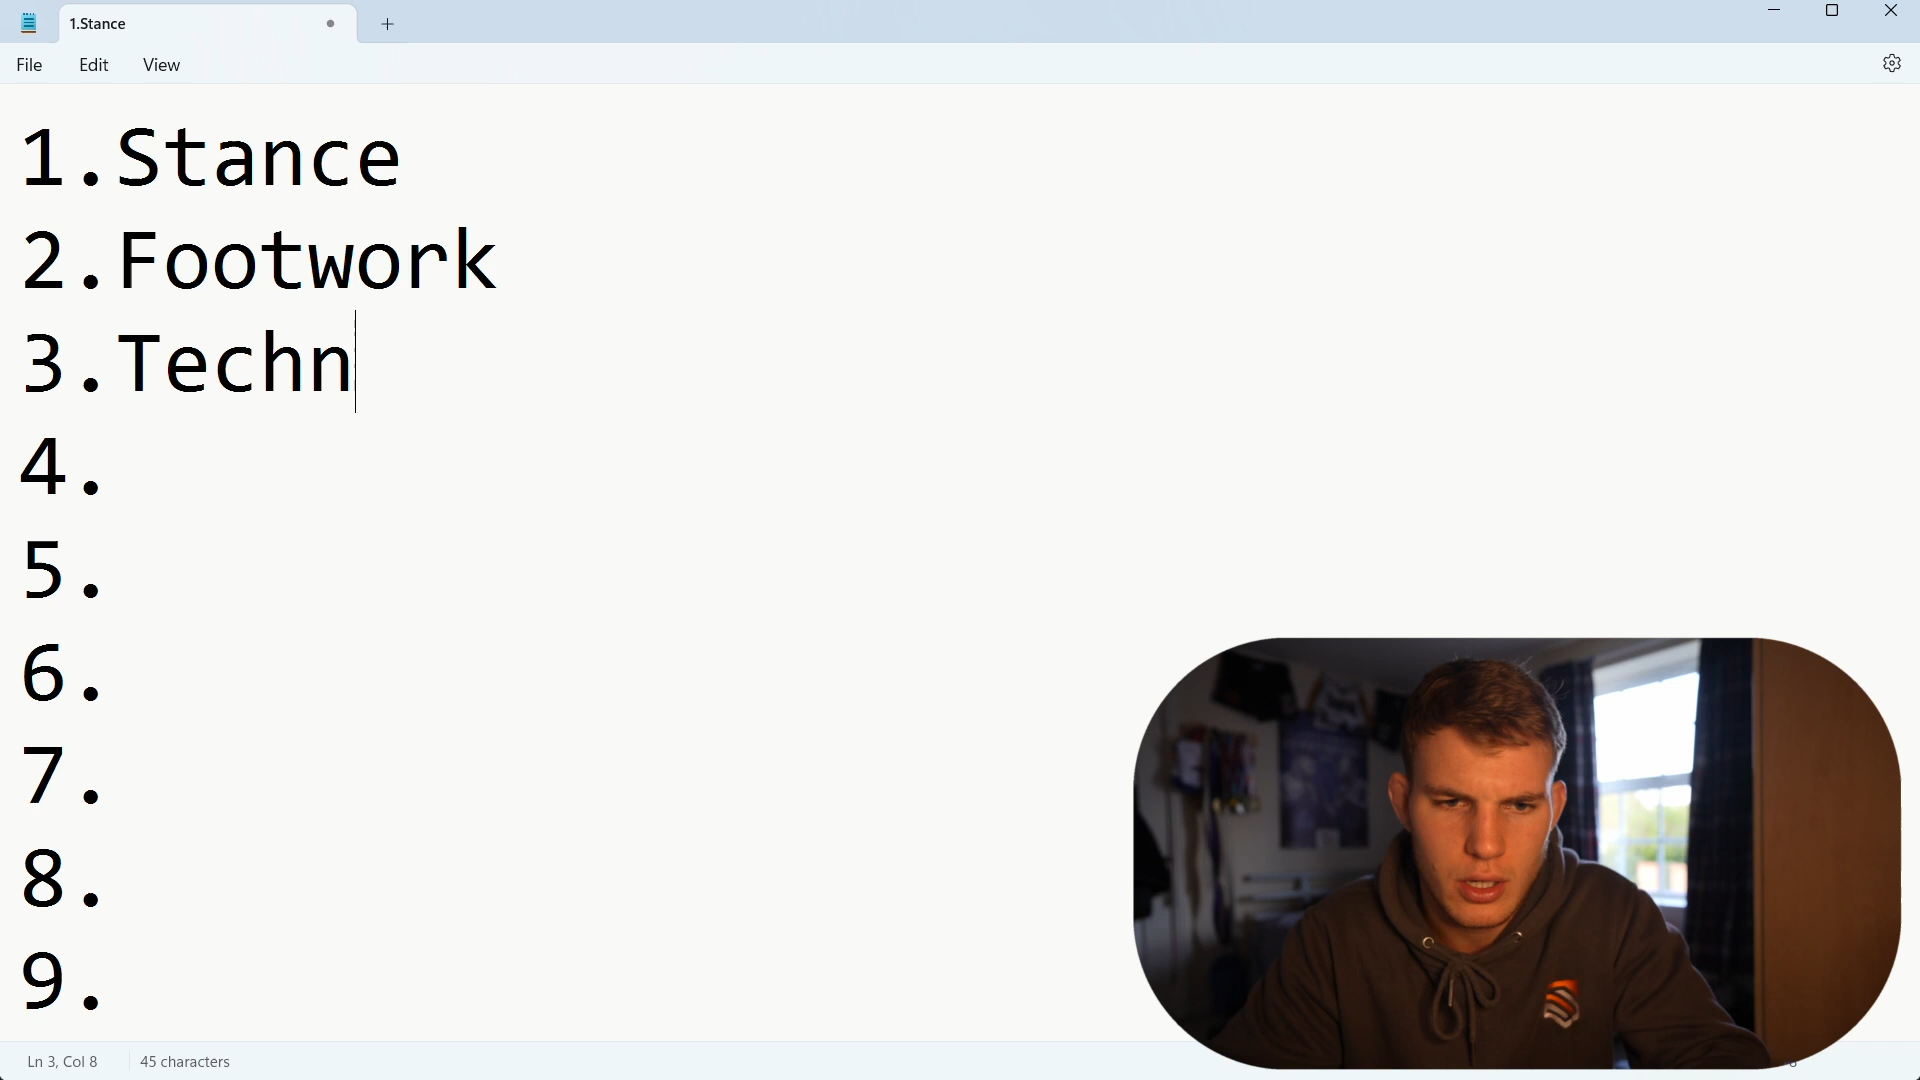 1.Stance
File Edit View
1.Stance
2.Footwork
3.Techn
4.
5.
6.
7.
8.
9.
Ln 3, Col 8 45 characters